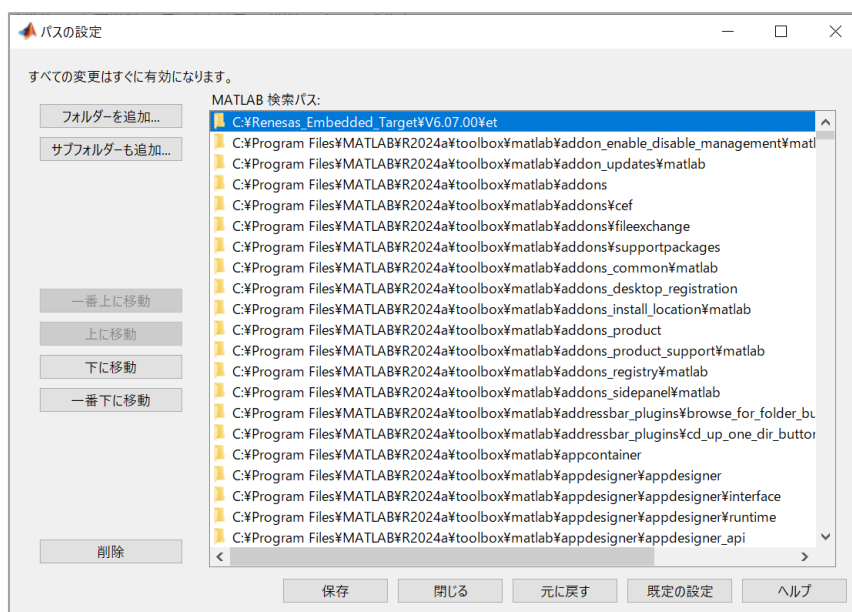 パスの設定
すべての変更はすぐに有効になります。
MATLAB 検索パス:
フォルダーを追加...
サブフォルダーも追加...
一番上に移動
上に移動
下に移動
一番下に移動
削除
C:¥Renesas_Embedded_Target¥V6.07.00¥et
C:¥Program Files¥MATLAB¥R2024a¥toolbox¥matlab¥addon_enable_disable_management¥matl
C:¥Program Files¥MATLAB¥R2024a¥toolbox¥matlab¥addon_updates¥matlab
C:¥Program Files¥MATLAB¥R2024a¥toolbox¥matlab¥addons
C:¥Program Files¥MATLAB¥R2024a¥toolbox¥matlab¥addons¥cef
C:¥Program Files¥MATLAB¥R2024a¥toolbox¥matlab¥addons¥fileexchange
C:¥Program Files¥MATLAB¥R2024a¥toolbox¥matlab¥addons¥supportpackages
C:¥Program Files¥MATLAB¥R2024a¥toolbox¥matlab¥addons_common¥matlab
C:¥Program Files¥MATLAB¥R2024a¥toolbox¥matlab¥addons_desktop_registration
C:¥Program Files¥MATLAB¥R2024a¥toolbox¥matlab¥addons_install_location¥matlab
C:¥Program Files¥MATLAB¥R2024a¥toolbox¥matlab¥addons_product
C:¥Program Files¥MATLAB¥R2024a¥toolbox¥matlab¥addons_product_support¥matlab
C:¥Program Files¥MATLAB¥R2024a¥toolbox¥matlab¥addons_registry¥matlab
C:¥Program Files¥MATLAB¥R2024a¥toolbox¥matlab¥addons_sidepanel¥matlab
C:¥Program Files¥MATLAB¥R2024a¥toolbox¥matlab¥addressbar_plugins¥browse_for_folder_bu
C:¥Program Files¥MATLAB¥R2024a¥toolbox¥matlab¥addressbar_plugins¥cd_up_one_dir_button
C:¥Program Files¥MATLAB¥R2024a¥toolbox¥matlab¥appcontainer
C:¥Program Files¥MATLAB¥R2024a¥toolbox¥matlab¥appdesigner¥appdesigner
C:¥Program Files¥MATLAB¥R2024a¥toolbox¥matlab¥appdesigner¥appdesigner¥interface
C:¥Program Files¥MATLAB¥R2024a¥toolbox¥matlab¥appdesigner¥appdesigner¥runtime
C:¥Program Files¥MATLAB¥R2024a¥toolbox¥matlab¥appdesigner¥appdesigner_api
保存 閉じる 元に戻す 既定の設定 ヘルプ